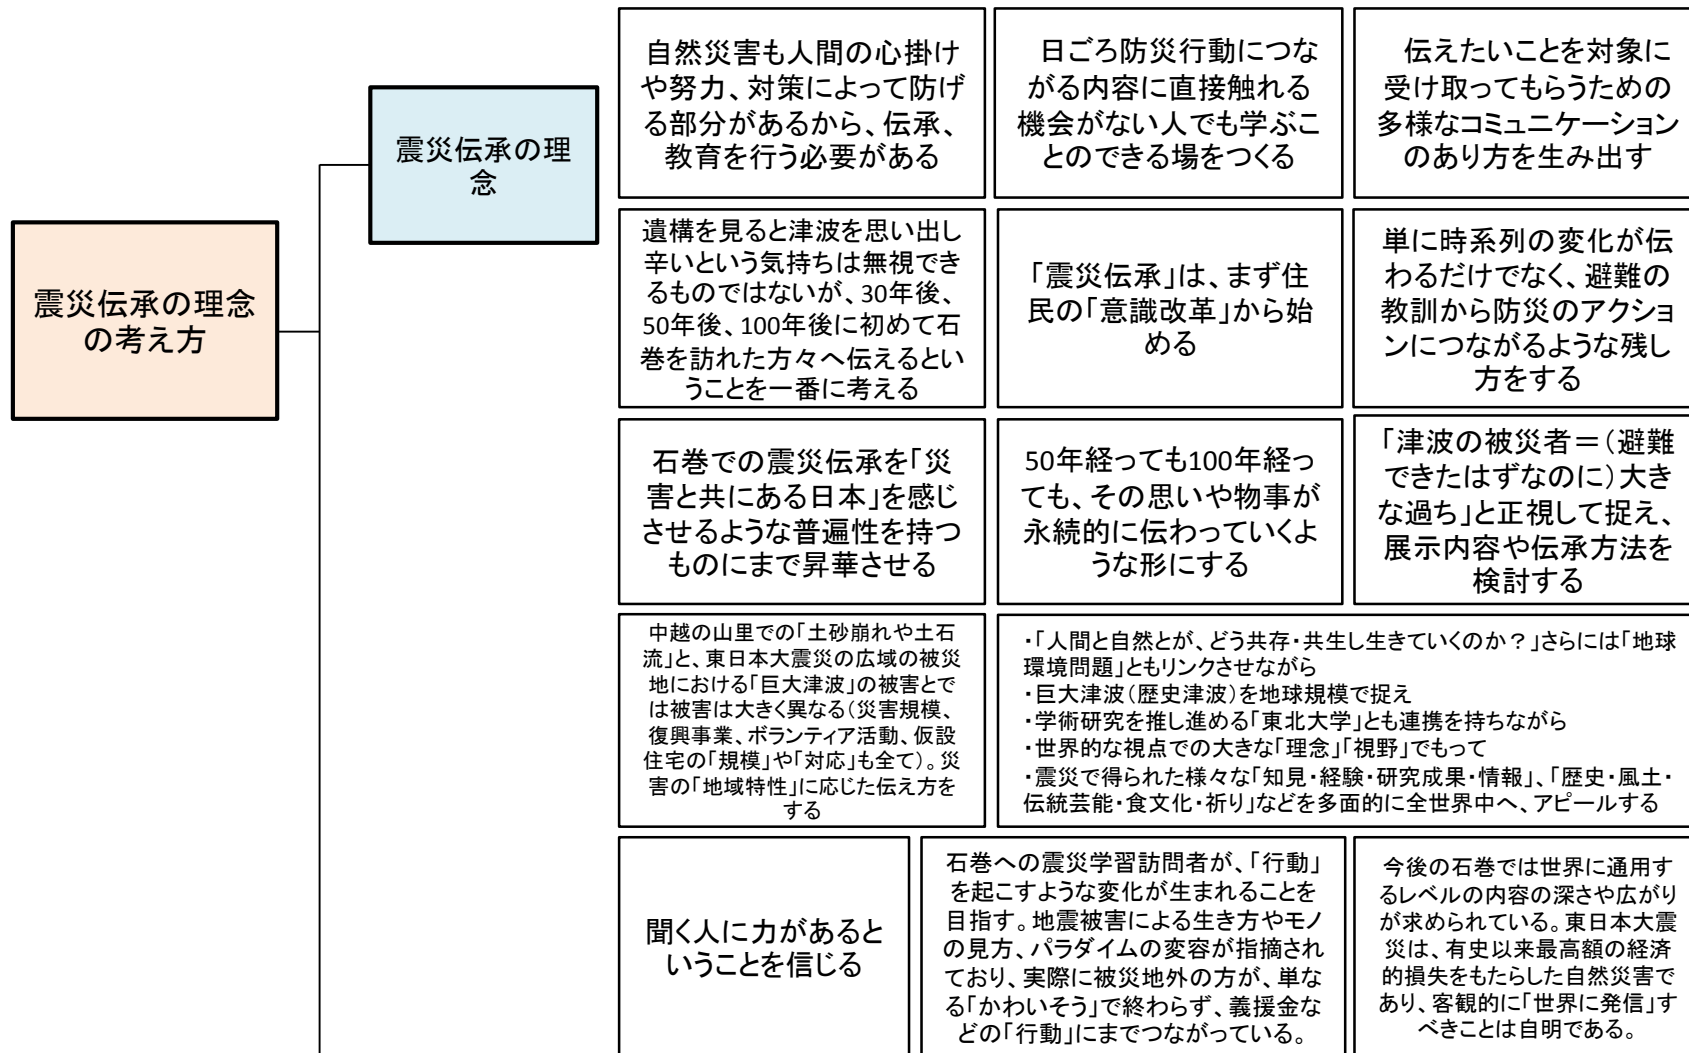 震災伝承の理念
の考え方
震災伝承の理
念
自然災害も人間の心掛け
や努力、対策によって防げ
る部分があるから、伝承、
教育を行う必要がある
日ごろ防災行動につな
がる内容に直接触れる
機会がない人でも学ぶこ
とのできる場をつくる
伝えたいことを対象に
受け取ってもらうための
多様なコミュニケーション
のあり方を生み出す
遺構を見ると津波を思い出し
辛いという気持ちは無視でき
るものではないが、30年後、
50年後、100年後に初めて石
巻を訪れた方々へ伝えるとい
うことを一番に考える
「震災伝承」は、まず住
民の「意識改革」から始
める
単に時系列の変化が伝
わるだけでなく、避難の
教訓から防災のアクショ
ンにつながるような残し
方をする
石巻での震災伝承を「災
害と共にある日本」を感じ
させるような普遍性を持つ
ものにまで昇華させる
50年経っても100年経っ
ても、その思いや物事が
永続的に伝わっていくよ
うな形にする
「津波の被災者＝（避難
できたはずなのに）大き
な過ち」と正視して捉え、
展示内容や伝承方法を
検討する
中越の山里での「土砂崩れや土石
流」と、東日本大震災の広域の被災
地における「巨大津波」の被害とで
は被害は大きく異なる（災害規模、
復興事業、ボランティア活動、仮設
住宅の「規模」や「対応」も全て）。災
害の「地域特性」に応じた伝え方を
する
・「人間と自然とが、どう共存・共生し生きていくのか？」さらには「地球
環境問題」ともリンクさせながら
・巨大津波（歴史津波）を地球規模で捉え
・学術研究を推し進める「東北大学」とも連携を持ちながら
・世界的な視点での大きな「理念」「視野」でもって
・震災で得られた様々な「知見・経験・研究成果・情報」、「歴史・風土・
伝統芸能・食文化・祈り」などを多面的に全世界中へ、アピールする
聞く人に力があると
いうことを信じる
石巻への震災学習訪問者が、「行動」
を起こすような変化が生まれることを
目指す。地震被害による生き方やモノ
の見方、パラダイムの変容が指摘され
ており、実際に被災地外の方が、単な
る「かわいそう」で終わらず、義援金な
どの「行動」にまでつながっている。
今後の石巻では世界に通用す
るレベルの内容の深さや広がり
が求められている。東日本大震
災は、有史以来最高額の経済
的損失をもたらした自然災害で
あり、客観的に「世界に発信」す
べきことは自明である。